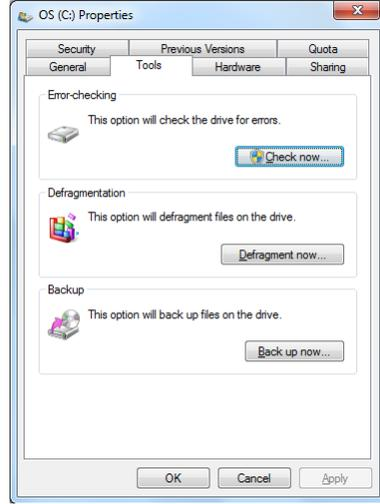 OS (C:) Properties
Security Previous Versions Quota
General Tools Hardware Sharing
Error-checking
This option will check the drive for errors.
Check now...
Defragmentation
This option will defragment files on the drive.
Defragment now...
Backup
This option will back up files on the drive.
Back up now...
OK Cancel Apply